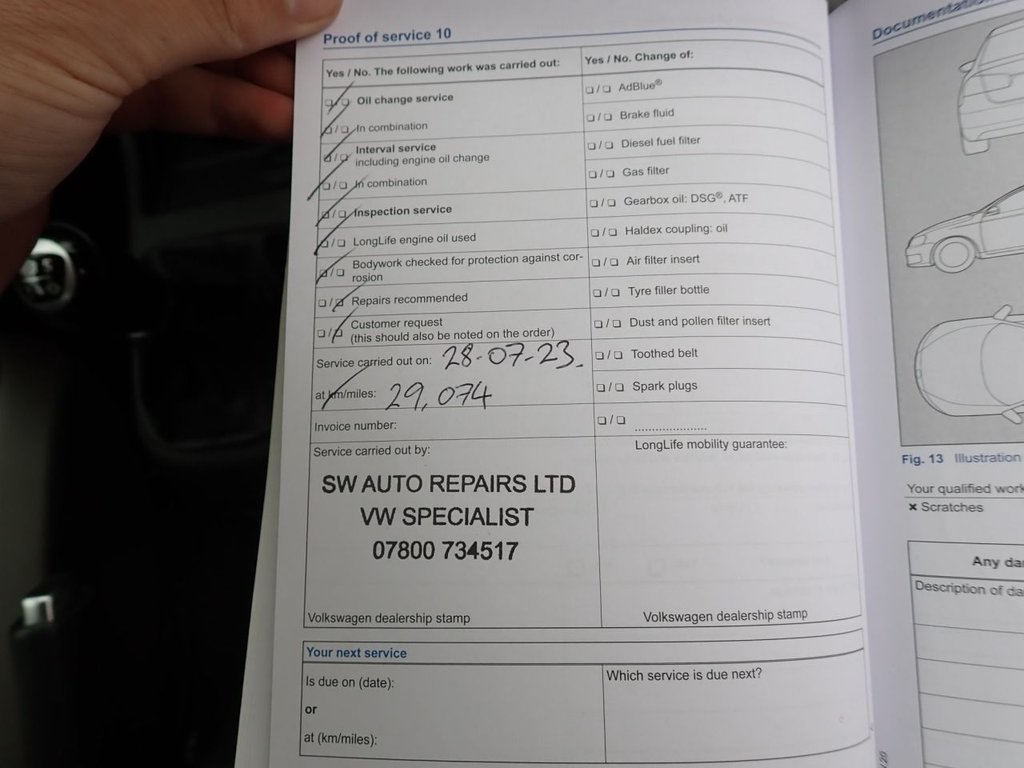 Proof of service 10
Yes / No. The following work was carried out:
☐ / ☐ Oil change service
☐ / ☐ In combination
☐ / ☐ Interval service
including engine oil change
☐ / ☐ In combination
☐ / ☐ Inspection service
☐ / ☐ LongLife engine oil used
☐ / ☐ Bodywork checked for protection against cor-
rosion
☐ / ☐ Repairs recommended
☐ / ☐ Customer request
(this should also be noted on the order)
Service carried out on: 28-07-23.
at km/miles: 29,074
Invoice number:
Service carried out by:
SW AUTO REPAIRS LTD
VW SPECIALIST
07800 734517
Volkswagen dealership stamp
Yes / No. Change of:
☐ / ☐ AdBlue®
☐ / ☐ Brake fluid
☐ / ☐ Diesel fuel filter
☐ / ☐ Gas filter
☐ / ☐ Gearbox oil: DSG®, ATF
☐ / ☐ Haldex coupling: oil
☐ / ☐ Air filter insert
☐ / ☐ Tyre filler bottle
☐ / ☐ Dust and pollen filter insert
☐ / ☐ Toothed belt
☐ / ☐ Spark plugs
☐ / ☐ ......................
LongLife mobility guarantee:
Volkswagen dealership stamp
Your next service
Is due on (date):
or
at (km/miles):
Which service is due next?
Documentation
Fig. 13 Illustration
Your qualified work
× Scratches
Any da
Description of da